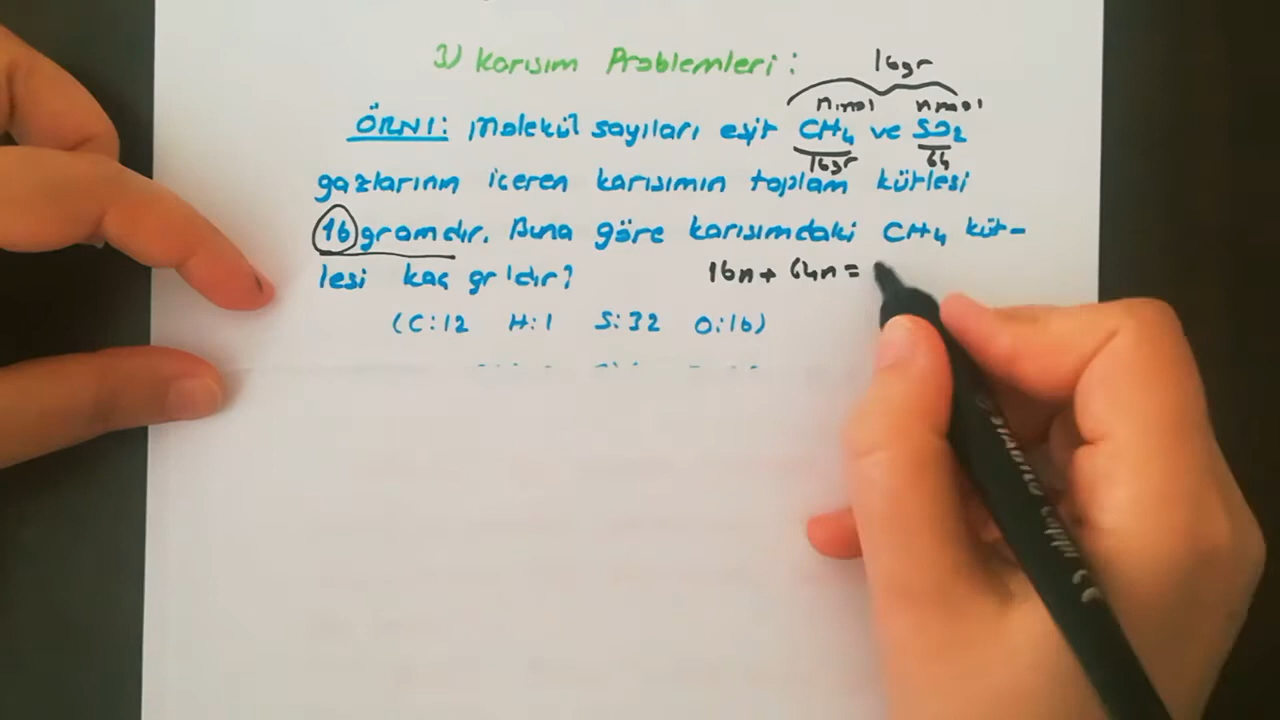 3) Karışım Problemleri:
16gr
n mol n mol
ÖRN1: Molekül sayıları eşit CH4 ve SO2
16gr 64
gazlarının içeren karışımın toplam kütlesi
16 gramdır. Buna göre karışımdaki CH4 küt-
lesi kaç gr'dır?
16n + 64n =
(C:12 H:1 S:32 O:16)
STABILO